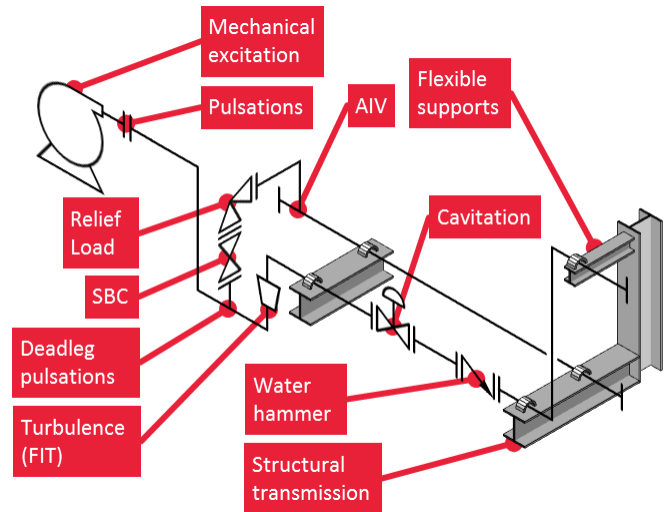 Mechanical
excitation
Pulsations
AIV
Flexible
supports
Relief
Load
Cavitation
SBC
Deadleg
pulsations
Water
hammer
Turbulence
(FIT)
Structural
transmission